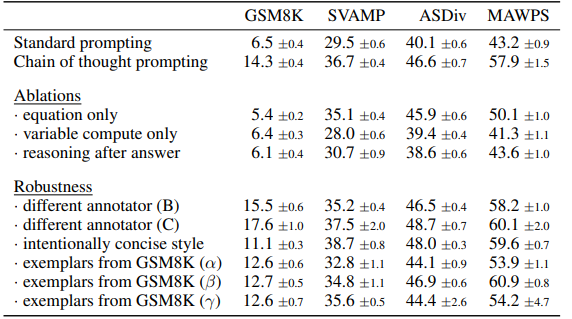 GSM8K SVAMP ASDiv MAWPS
Standard prompting 6.5 ±0.4 29.5 ±0.6 40.1 ±0.6 43.2 ±0.9
Chain of thought prompting 14.3 ±0.4 36.7 ±0.4 46.6 ±0.7 57.9 ±1.5
Ablations
· equation only 5.4 ±0.2 35.1 ±0.4 45.9 ±0.6 50.1 ±1.0
· variable compute only 6.4 ±0.3 28.0 ±0.6 39.4 ±0.4 41.3 ±1.1
· reasoning after answer 6.1 ±0.4 30.7 ±0.9 38.6 ±0.6 43.6 ±1.0
Robustness
· different annotator (B) 15.5 ±0.6 35.2 ±0.4 46.5 ±0.4 58.2 ±1.0
· different annotator (C) 17.6 ±1.0 37.5 ±2.0 48.7 ±0.7 60.1 ±2.0
· intentionally concise style 11.1 ±0.3 38.7 ±0.8 48.0 ±0.3 59.6 ±0.7
· exemplars from GSM8K (α) 12.6 ±0.6 32.8 ±1.1 44.1 ±0.9 53.9 ±1.1
· exemplars from GSM8K (β) 12.7 ±0.5 34.8 ±1.1 46.9 ±0.6 60.9 ±0.8
· exemplars from GSM8K (γ) 12.6 ±0.7 35.6 ±0.5 44.4 ±2.6 54.2 ±4.7